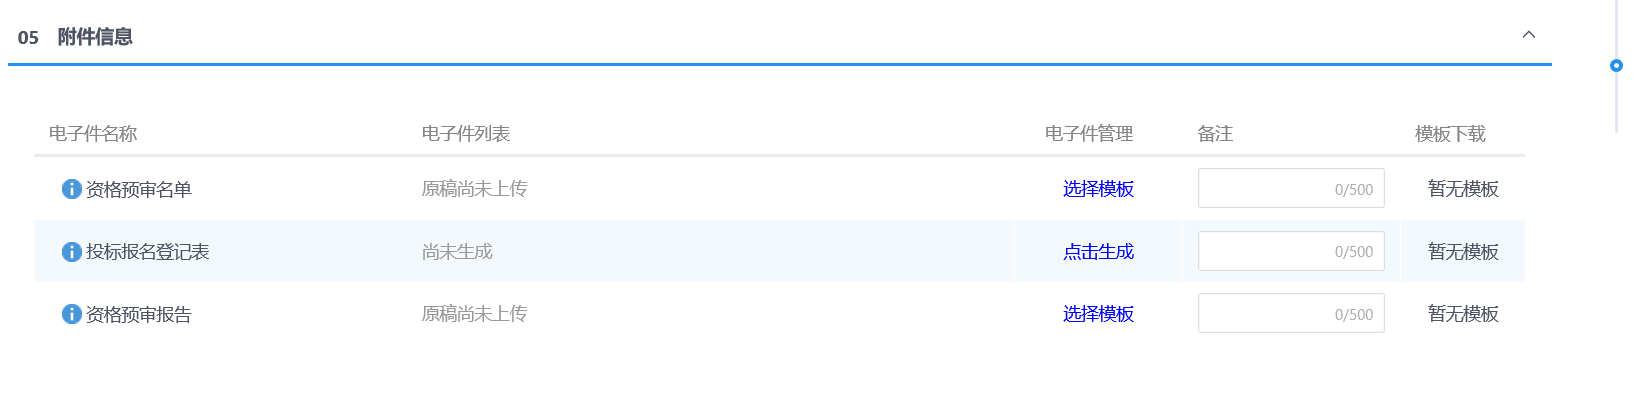 05 附件信息
电子件名称 电子件列表 电子件管理 备注 模板下载
资格预审名单 原稿尚未上传 选择模板 0/500 暂无模板
投标报名登记表 尚未生成 点击生成 0/500 暂无模板
资格预审报告 原稿尚未上传 选择模板 0/500 暂无模板